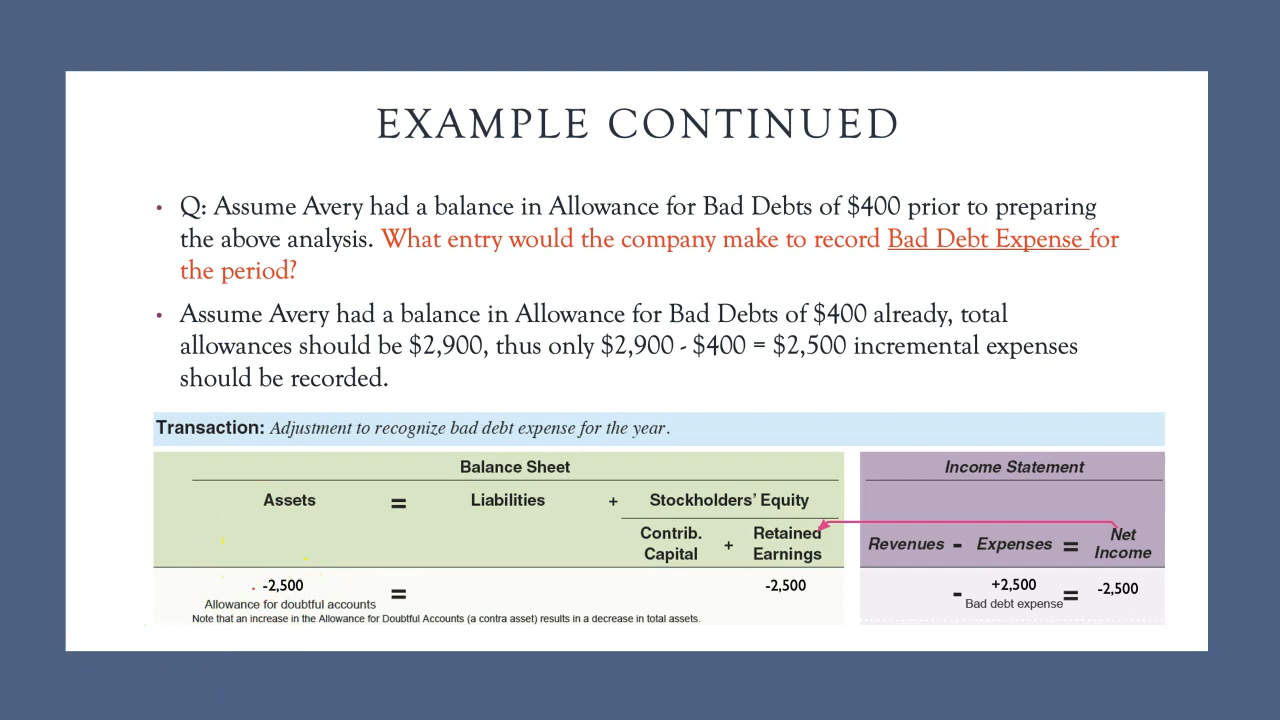 EXAMPLE CONTINUED
• Q: Assume Avery had a balance in Allowance for Bad Debts of $400 prior to preparing
the above analysis. What entry would the company make to record Bad Debt Expense for
the period?
• Assume Avery had a balance in Allowance for Bad Debts of $400 already, total
allowances should be $2,900, thus only $2,900 - $400 = $2,500 incremental expenses
should be recorded.
Transaction: Adjustment to recognize bad debt expense for the year.
Balance Sheet
Income Statement
Assets = Liabilities + Stockholders' Equity
Contrib. Capital + Retained Earnings
Revenues - Expenses = Net Income
-2,500 = -2,500
- +2,500 = -2,500
Allowance for doubtful accounts
Bad debt expense
Note that an increase in the Allowance for Doubtful Accounts (a contra asset) results in a decrease in total assets.